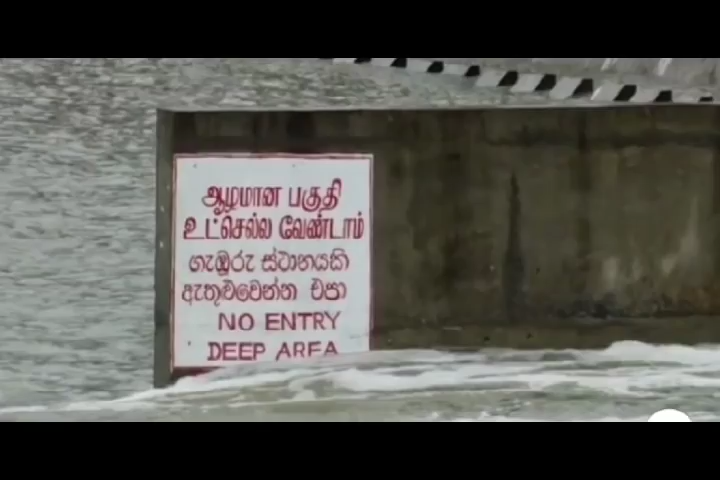 ஆழமான பகுதி
உட்செல்ல வேண்டாம்
ගැඹුරු ස්ථානයකි
ඇතුළුවෙන්න එපා
NO ENTRY
DEEP AREA